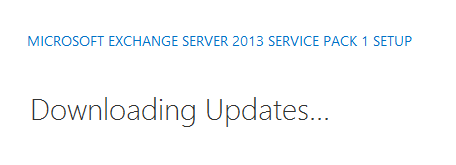 MICROSOFT EXCHANGE SERVER 2013 SERVICE PACK 1 SETUP
Downloading Updates...